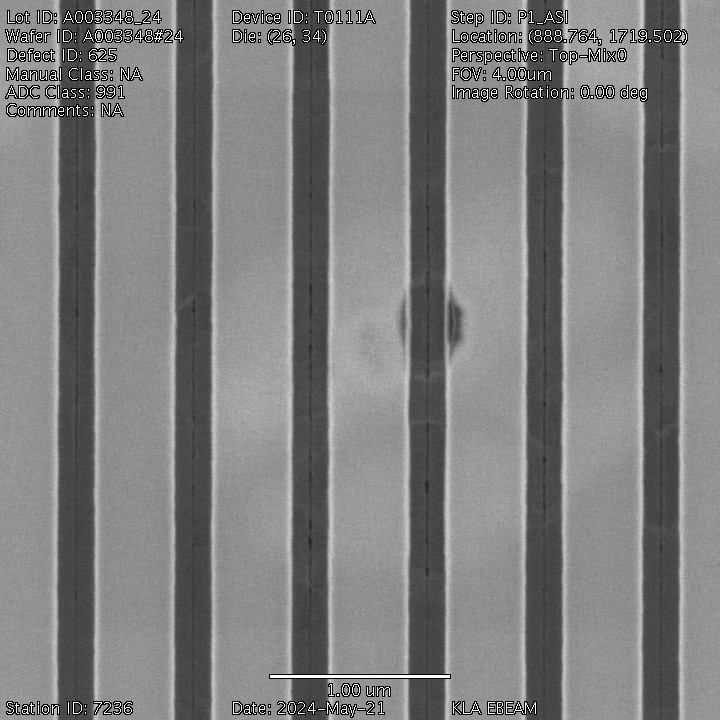 Lot ID: A003348_24
Wafer ID: A003348#24
Defect ID: 625
Manual Class: NA
ADC Class: 991
Comments: NA
Device ID: T0111A
Die: (26, 34)
Step ID: P1_ASI
Location: (888.764, 1719.502)
Perspective: Top-Mix0
FOV: 4.00um
Image Rotation: 0.00 deg
1.00 um
Station ID: 7236
Date: 2024-May-21
KLA EBEAM